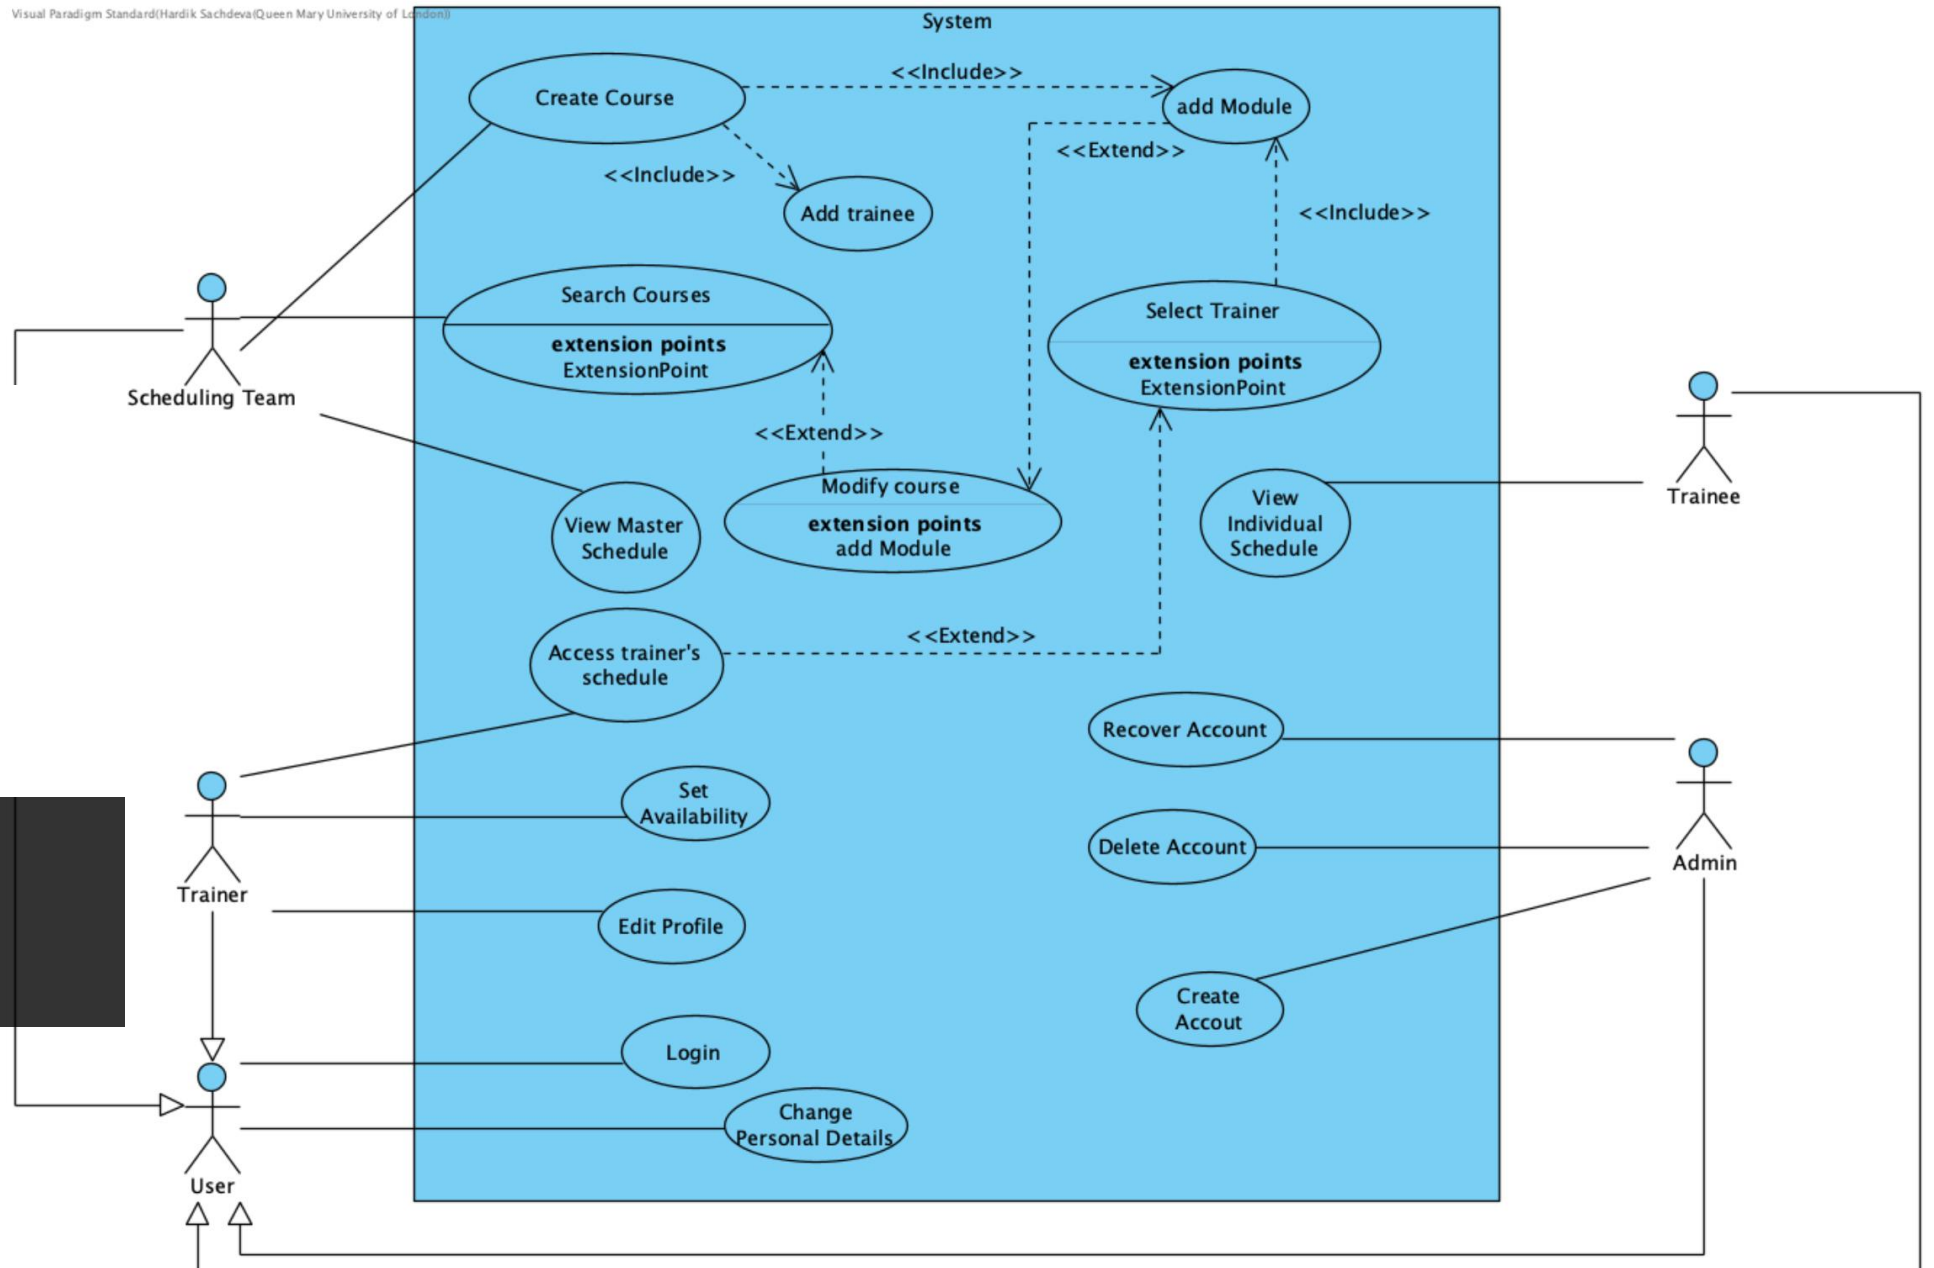 Visual Paradigm Standard(Hardik Sachdeva(Queen Mary University of London))
System
Create Course
<<Include>>
add Module
<<Extend>>
<<Include>>
Add trainee
<<Include>>
Search Courses
extension points
ExtensionPoint
Select Trainer
extension points
ExtensionPoint
Scheduling Team
<<Extend>>
Modify course
extension points
add Module
View Master
Schedule
View
Individual
Schedule
Trainee
<<Extend>>
Access trainer's
schedule
Recover Account
Set
Availability
Delete Account
Admin
Trainer
Edit Profile
Create
Accout
Login
Change
Personal Details
User